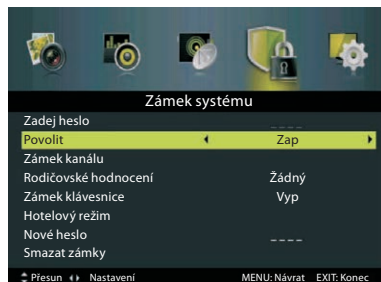 Zámek systému
Zadej heslo _ _ _ _
Povolit Zap
Zámek kanálu
Rodičovské hodnocení Žádný
Zámek klávesnice Vyp
Hotelový režim
Nové heslo _ _ _ _
Smazat zámky
Přesun Nastavení MENU: Návrat EXIT: Konec